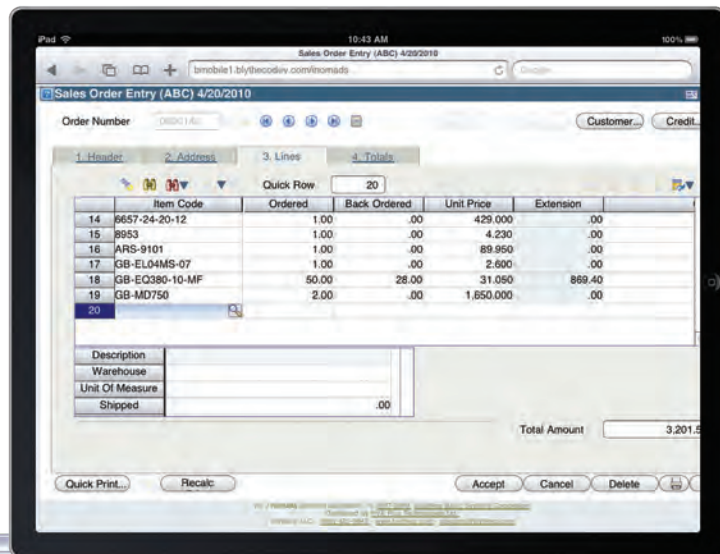 iPad 10:43 AM 100%
Sales Order Entry (ABC) 4/20/2010
bmobile1.blythecodev.com/inomads
Sales Order Entry (ABC) 4/20/2010
Order Number Customer... Credit..
1. Header 2. Address 3. Lines 4. Totals
Quick Row 20
Item Code Ordered Back Ordered Unit Price Extension
14 6657-24-20-12 1.00 .00 429.000 .00
15 8953 1.00 .00 4.230 .00
16 ARS-9101 1.00 .00 89.950 .00
17 GB-EL04MS-07 1.00 .00 2.600 .00
18 GB-EQ380-10-MF 50.00 28.00 31.050 869.40
19 GB-MD750 2.00 .00 1,650.000 .00
20
Description
Warehouse
Unit Of Measure
Shipped .00
Total Amount 3,201.5
Quick Print... Recalc Accept Cancel Delete